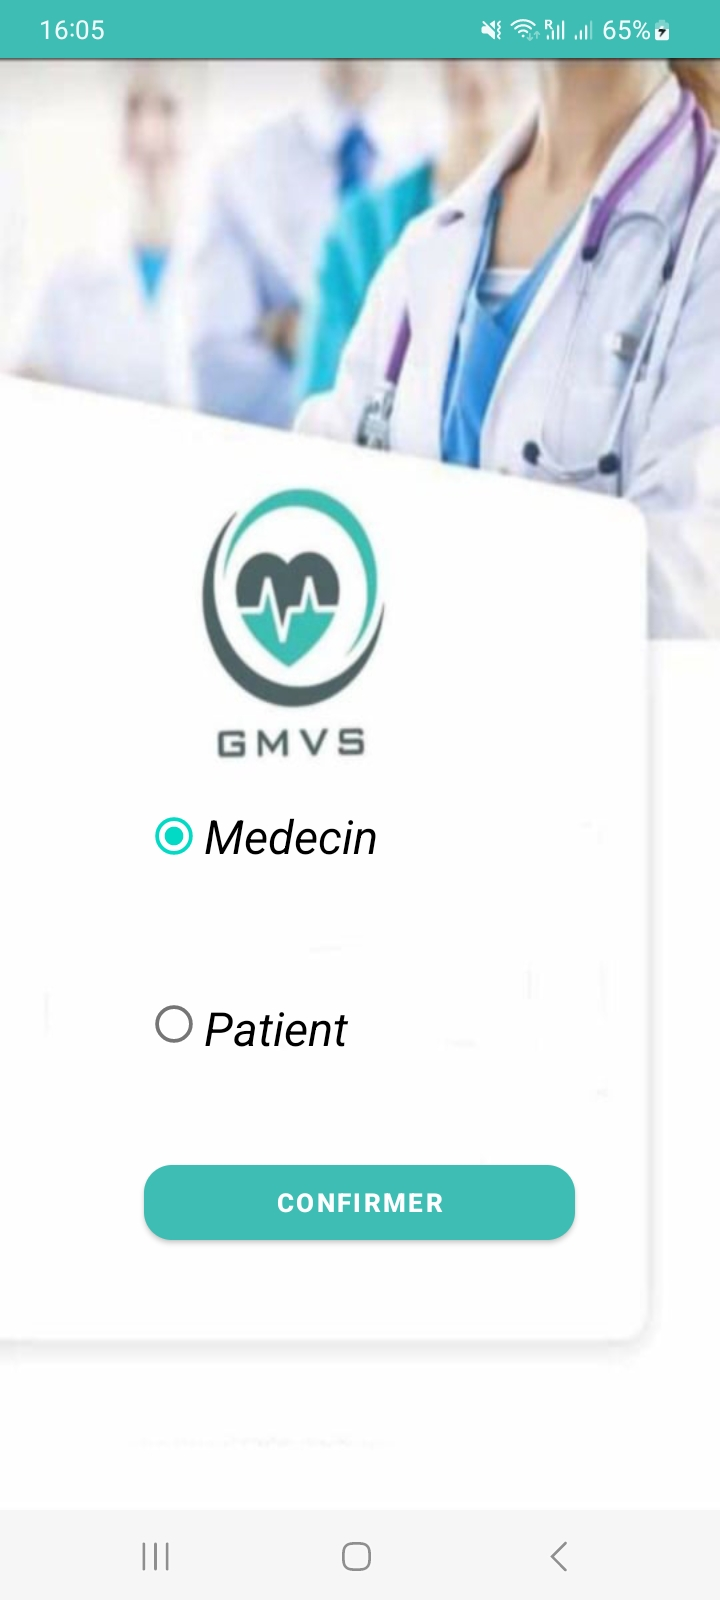 16:05 R 65%
GMVS
Medecin
Patient
CONFIRMER